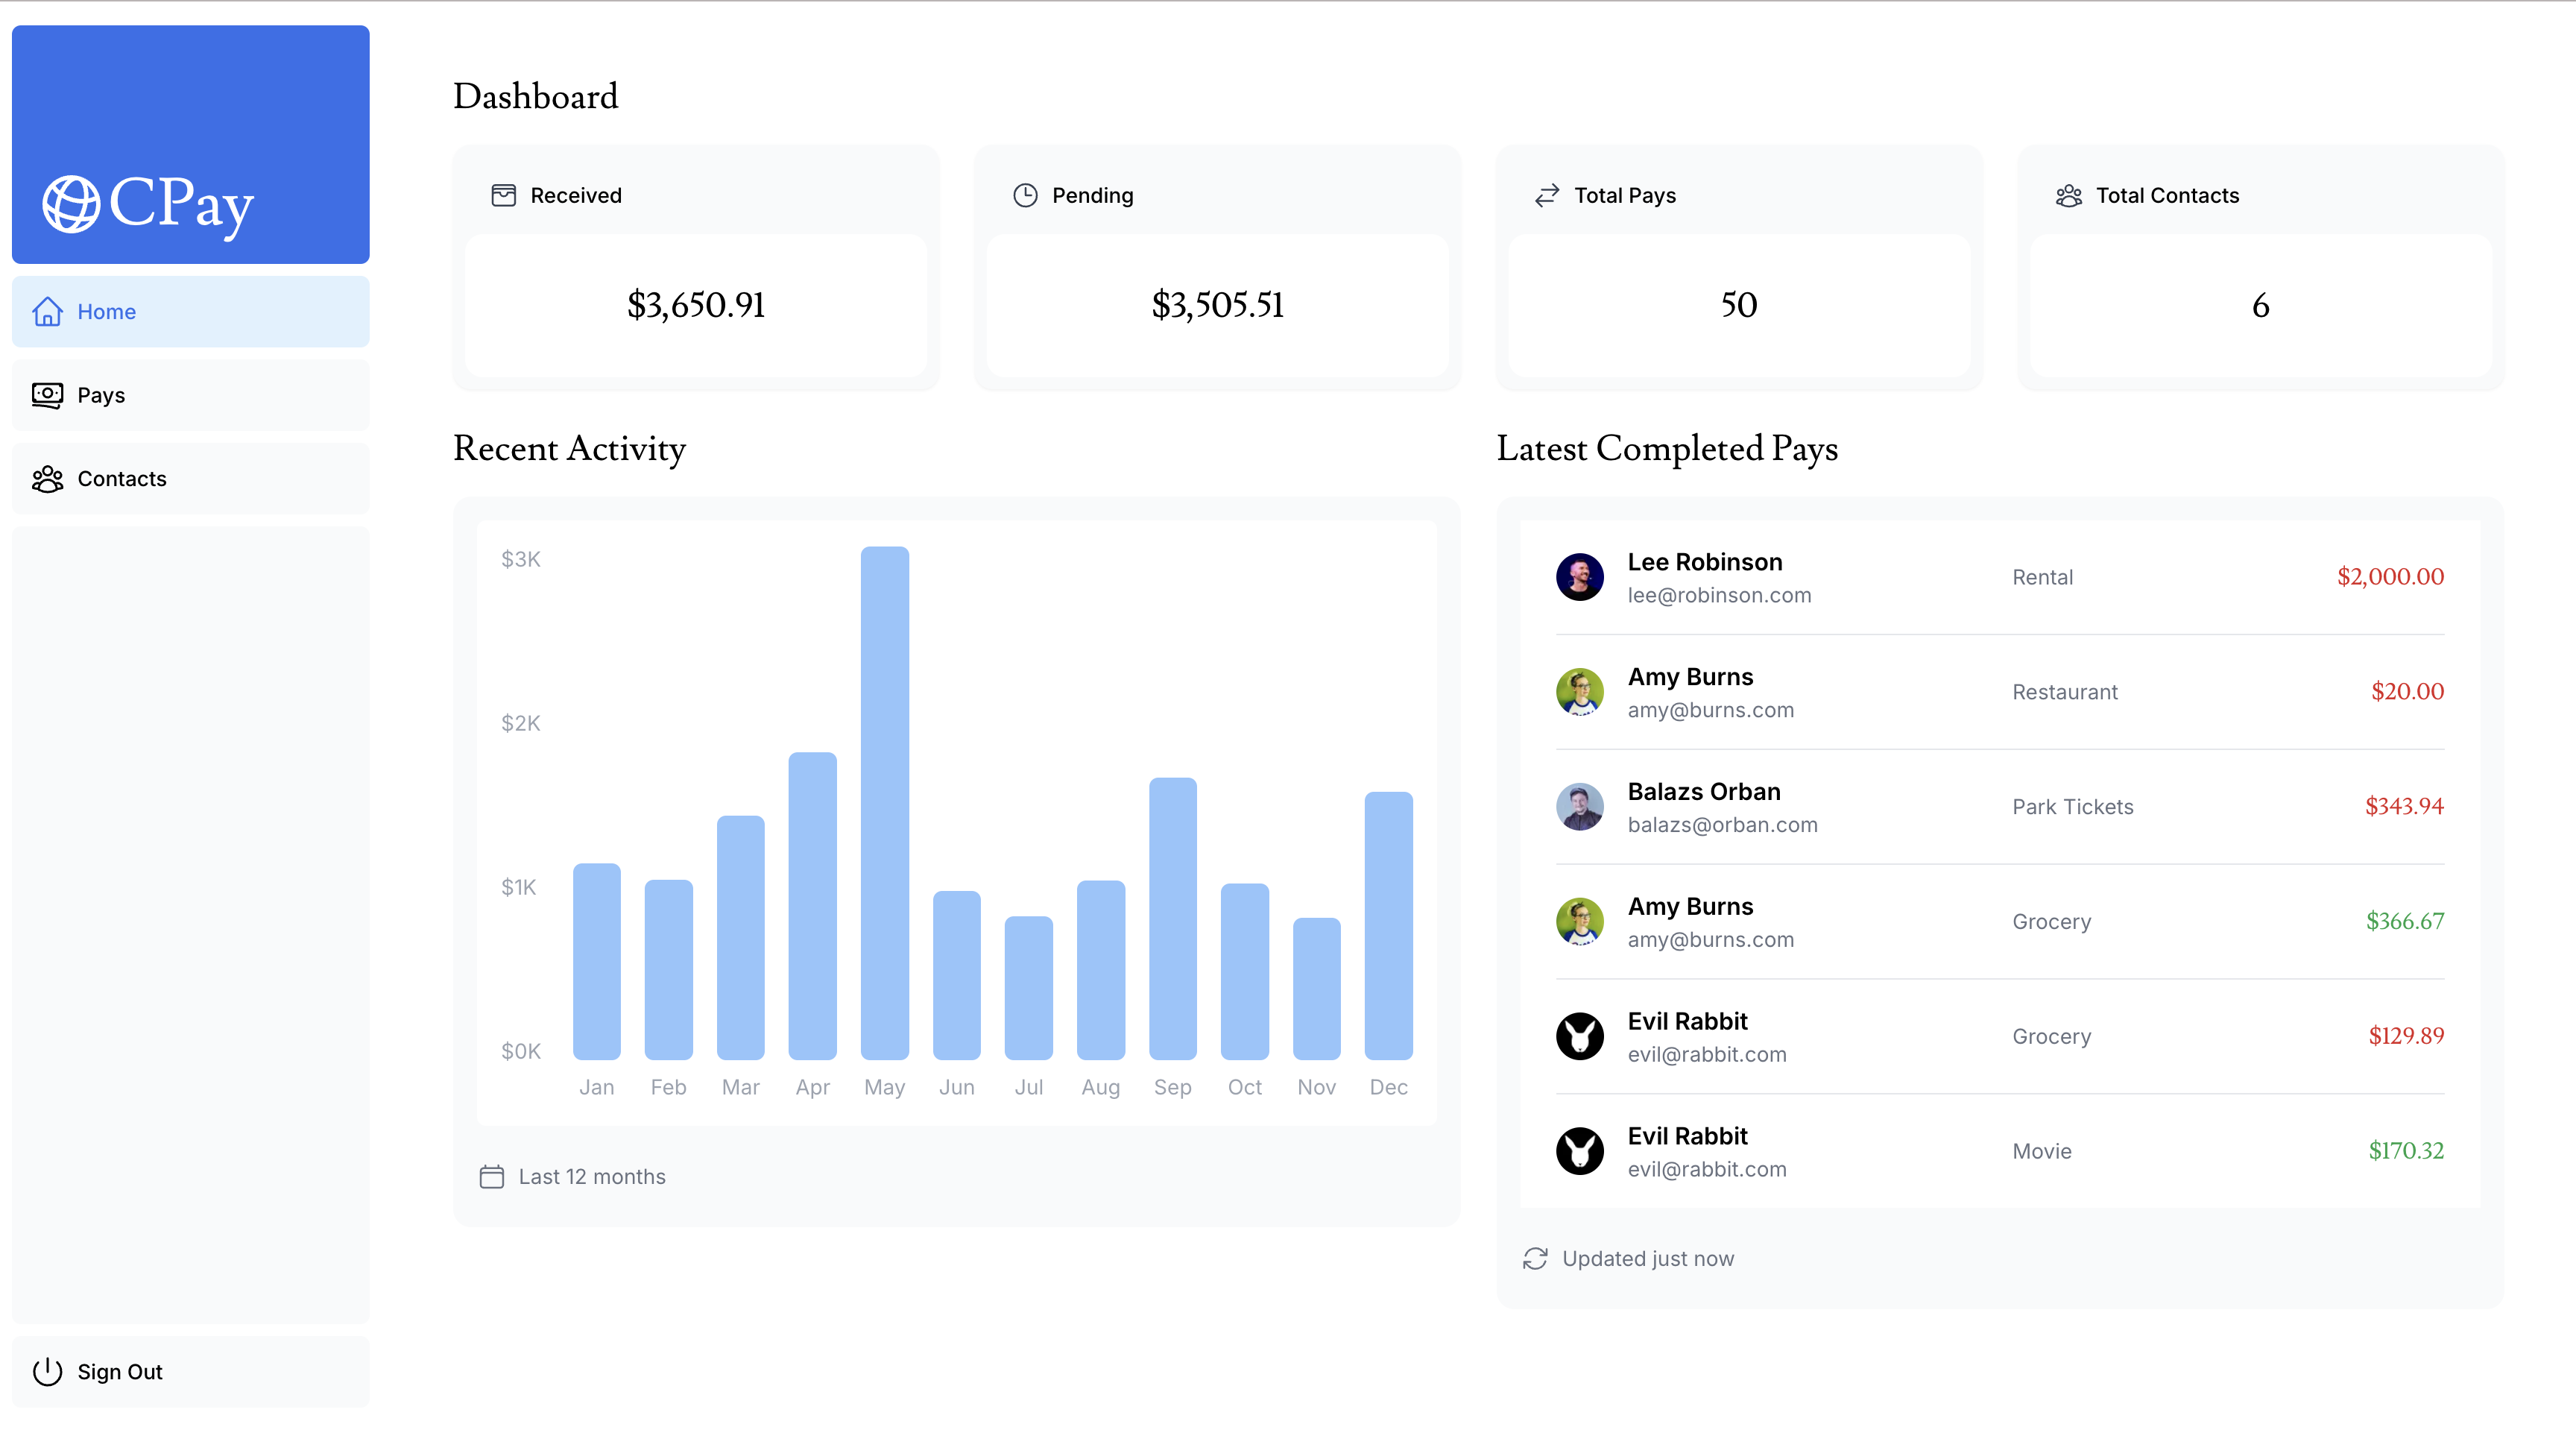 CPay
Home
Pays
Contacts
Sign Out
Dashboard
Received
$3,650.91
Pending
$3,505.51
Total Pays
50
Total Contacts
6
Recent Activity
$3K
$2K
$1K
$0K
Jan Feb Mar Apr May Jun Jul Aug Sep Oct Nov Dec
Last 12 months
Latest Completed Pays
Lee Robinson
lee@robinson.com
Rental
$2,000.00
Amy Burns
amy@burns.com
Restaurant
$20.00
Balazs Orban
balazs@orban.com
Park Tickets
$343.94
Amy Burns
amy@burns.com
Grocery
$366.67
Evil Rabbit
evil@rabbit.com
Grocery
$129.89
Evil Rabbit
evil@rabbit.com
Movie
$170.32
Updated just now